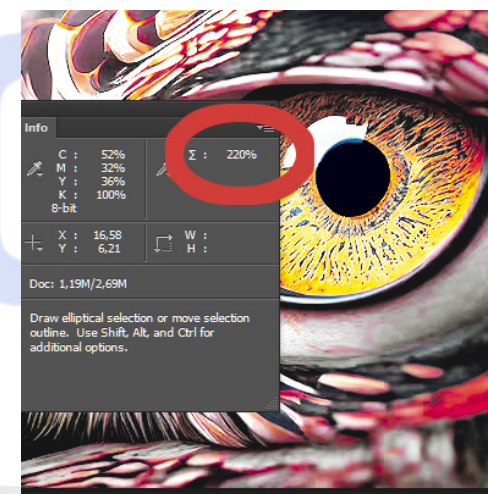 Info
C : 52%
M : 32%
Y : 36%
K : 100%
8-bit
Σ : 220%
X : 16,58
Y : 6,21
W :
H :
Doc: 1,19M/2,69M
Draw elliptical selection or move selection
outline. Use Shift, Alt, and Ctrl for
additional options.